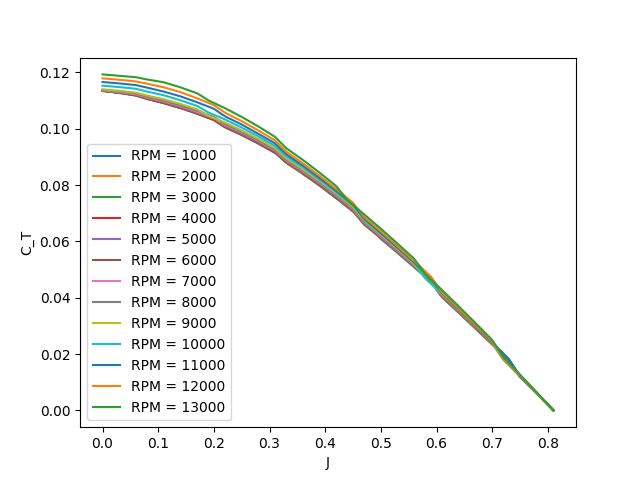 0.12
0.10
0.08
0.06
0.04
0.02
0.00
C_T
RPM = 1000
RPM = 2000
RPM = 3000
RPM = 4000
RPM = 5000
RPM = 6000
RPM = 7000
RPM = 8000
RPM = 9000
RPM = 10000
RPM = 11000
RPM = 12000
RPM = 13000
0.0 0.1 0.2 0.3 0.4 0.5 0.6 0.7 0.8
J